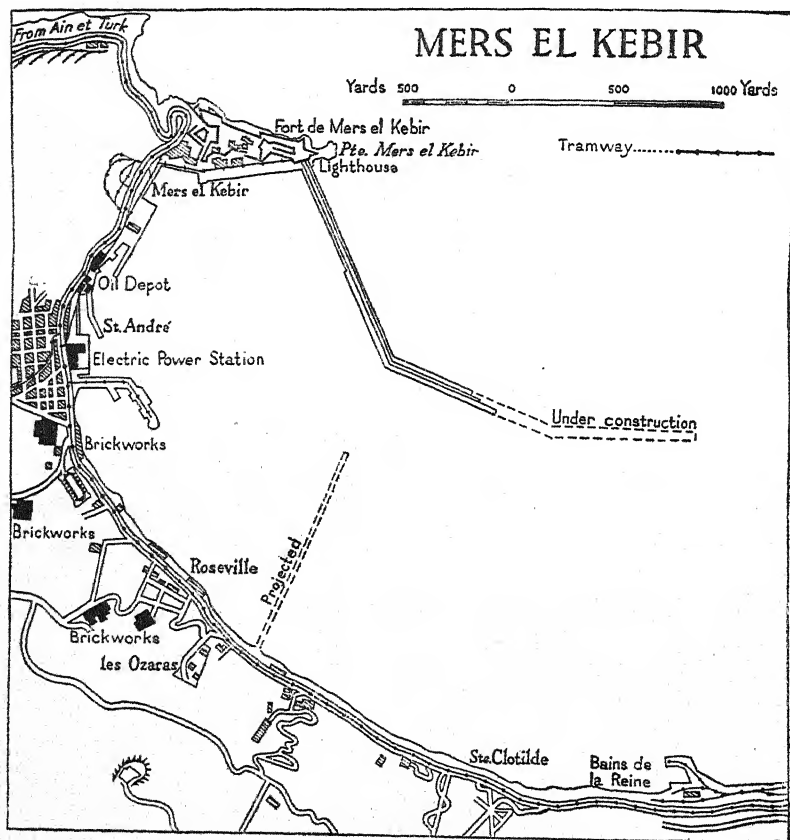 From Ain et Turk
MERS EL KEBIR
Yards 500 0 500 1000 Yards
Tramway
Fort de Mers el Kebir
Pte. Mers el Kebir
Lighthouse
Mers el Kebir
Oil Depot
St. André
Electric Power Station
Under construction
Brickworks
Brickworks
Roseville
Projected
Brickworks
les Ozaras
Ste. Clotilde
Bains de
la Reine